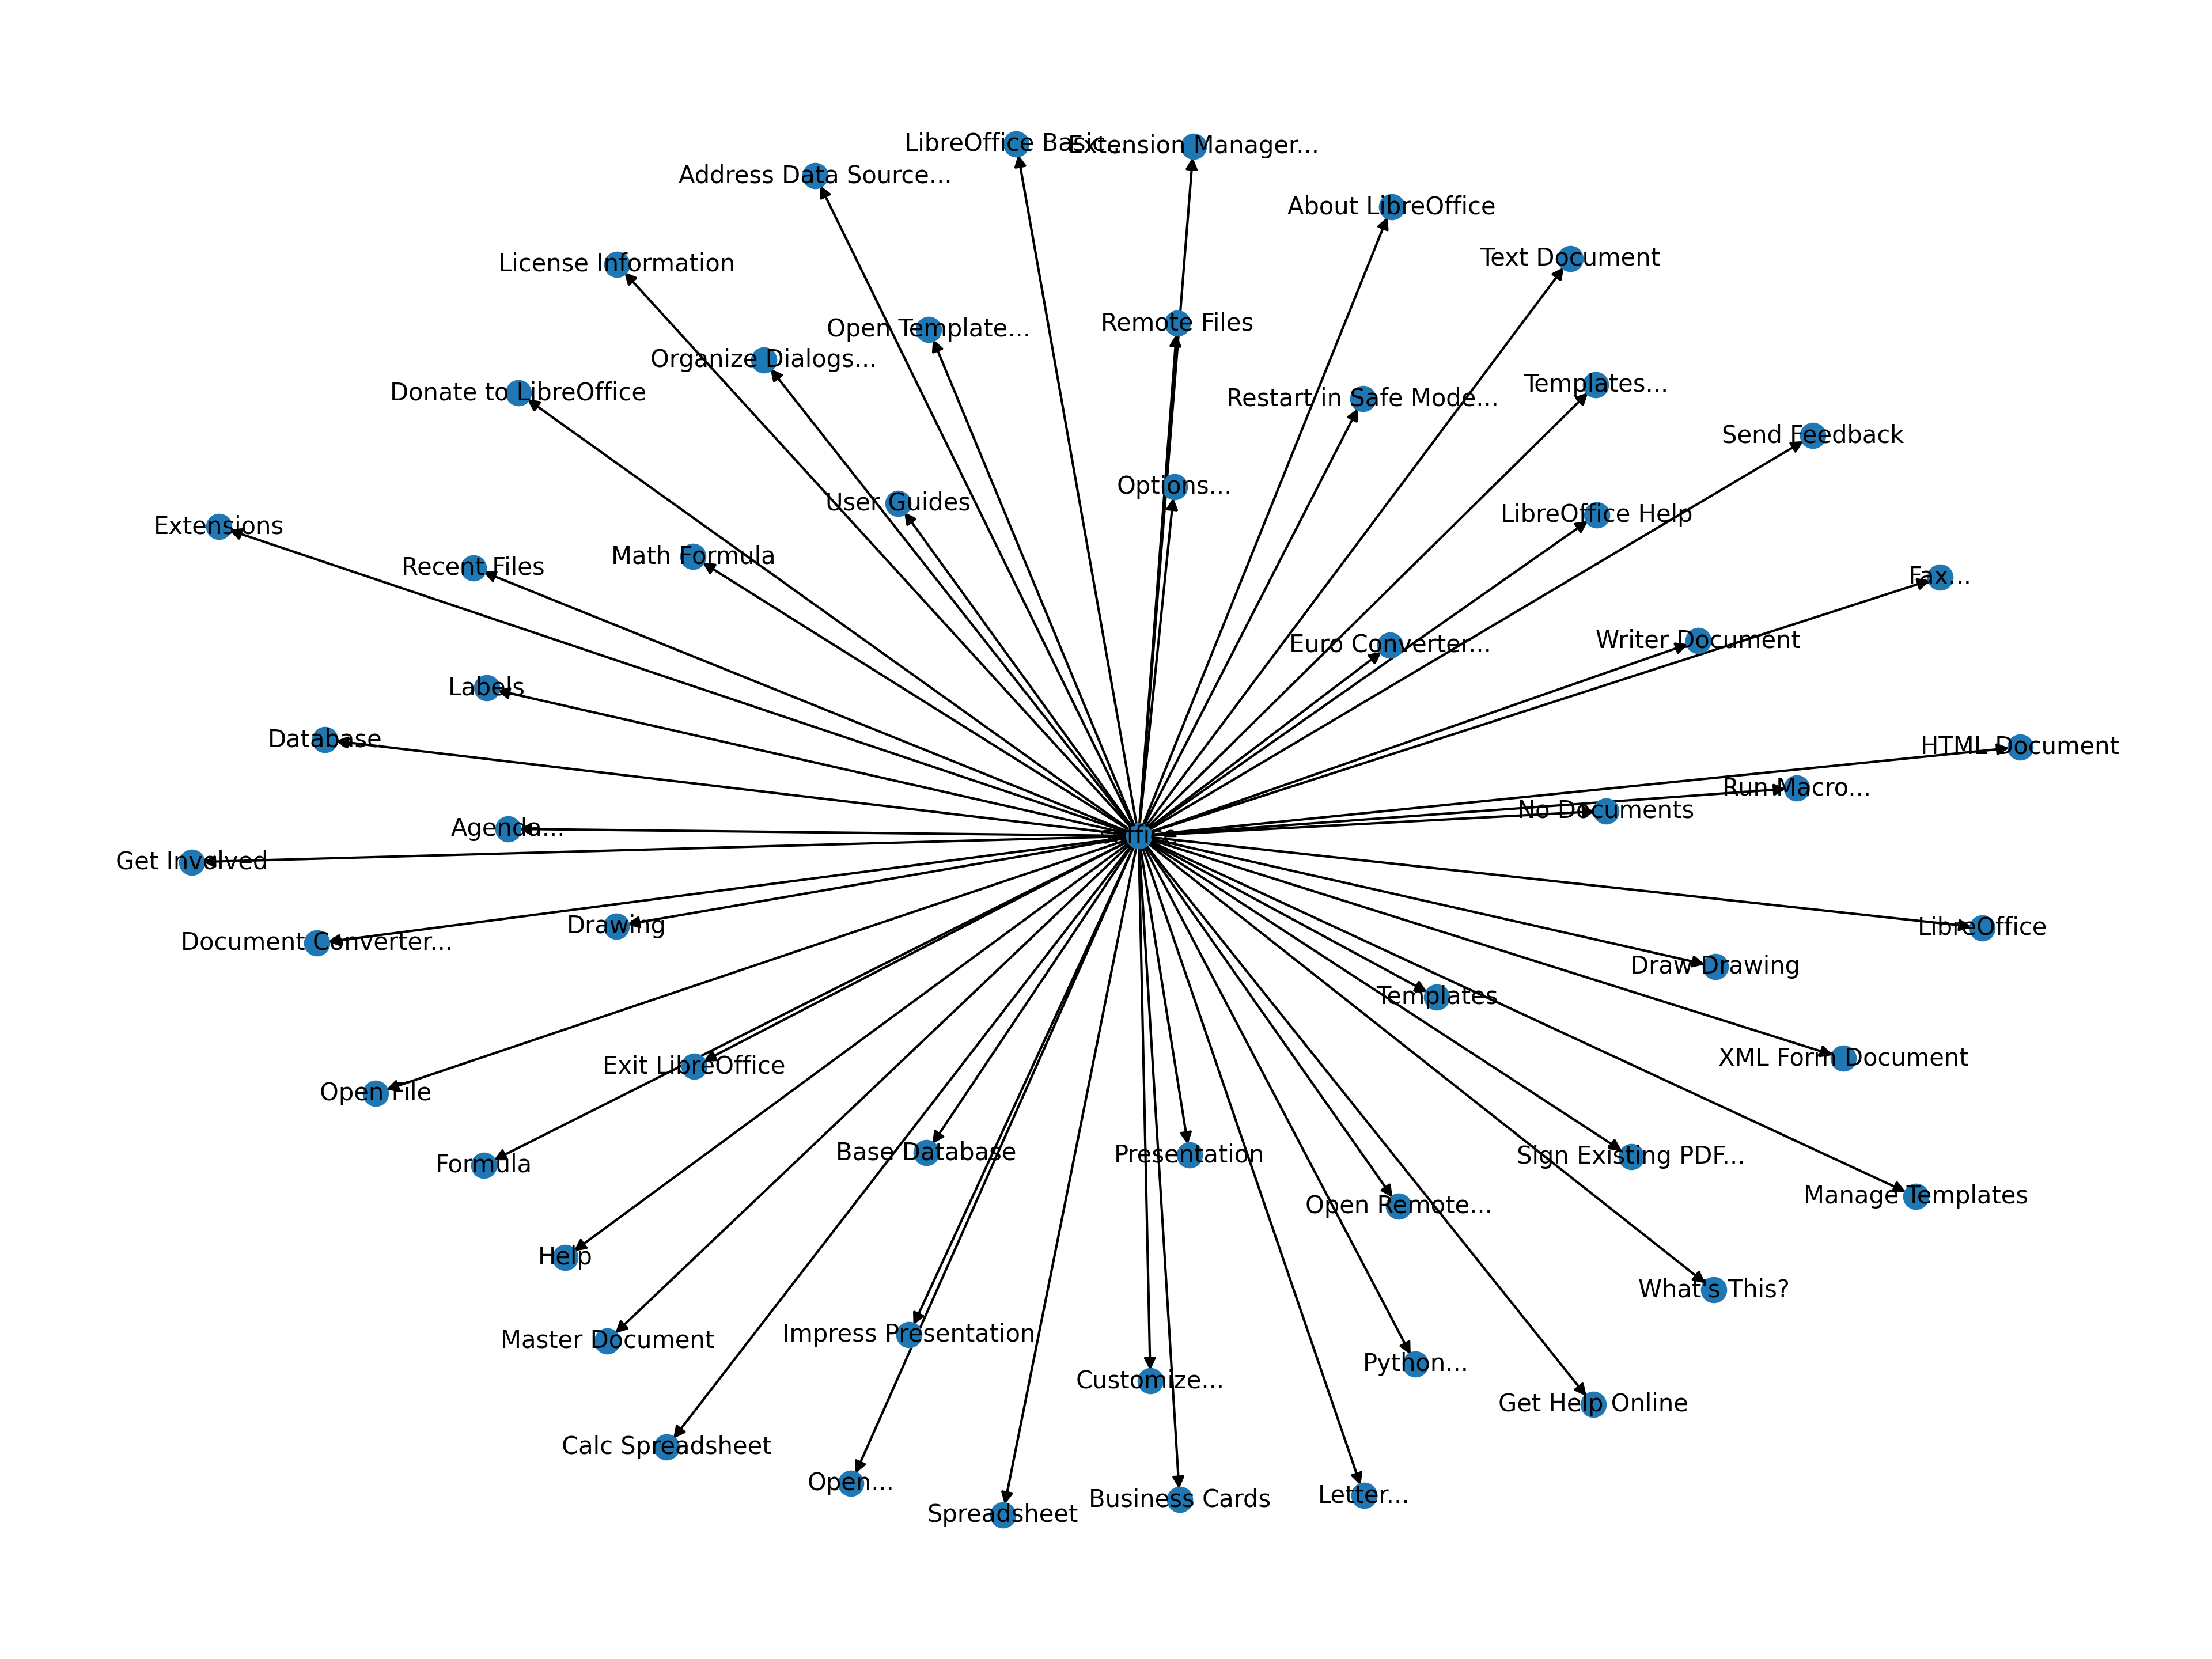 LibreOffice Basic...
Extension Manager...
Address Data Source...
About LibreOffice
Text Document
License Information
Remote Files
Open Template...
Organize Dialogs...
Templates...
Donate to LibreOffice
Restart in Safe Mode...
Send Feedback
Options...
User Guides
LibreOffice Help
Extensions
Math Formula
Recent Files
Fax...
Writer Document
Euro Converter...
Labels
Database
HTML Document
Run Macro...
No Documents
Agenda...
Get Involved
Drawing
LibreOffice
Document Converter...
Draw Drawing
Templates
XML Form Document
Exit LibreOffice
Open File
Base Database
Presentation
Sign Existing PDF...
Formula
Manage Templates
Open Remote...
Help
What's This?
Impress Presentation
Master Document
Python...
Customize...
Get Help Online
Calc Spreadsheet
Open...
Letter...
Business Cards
Spreadsheet